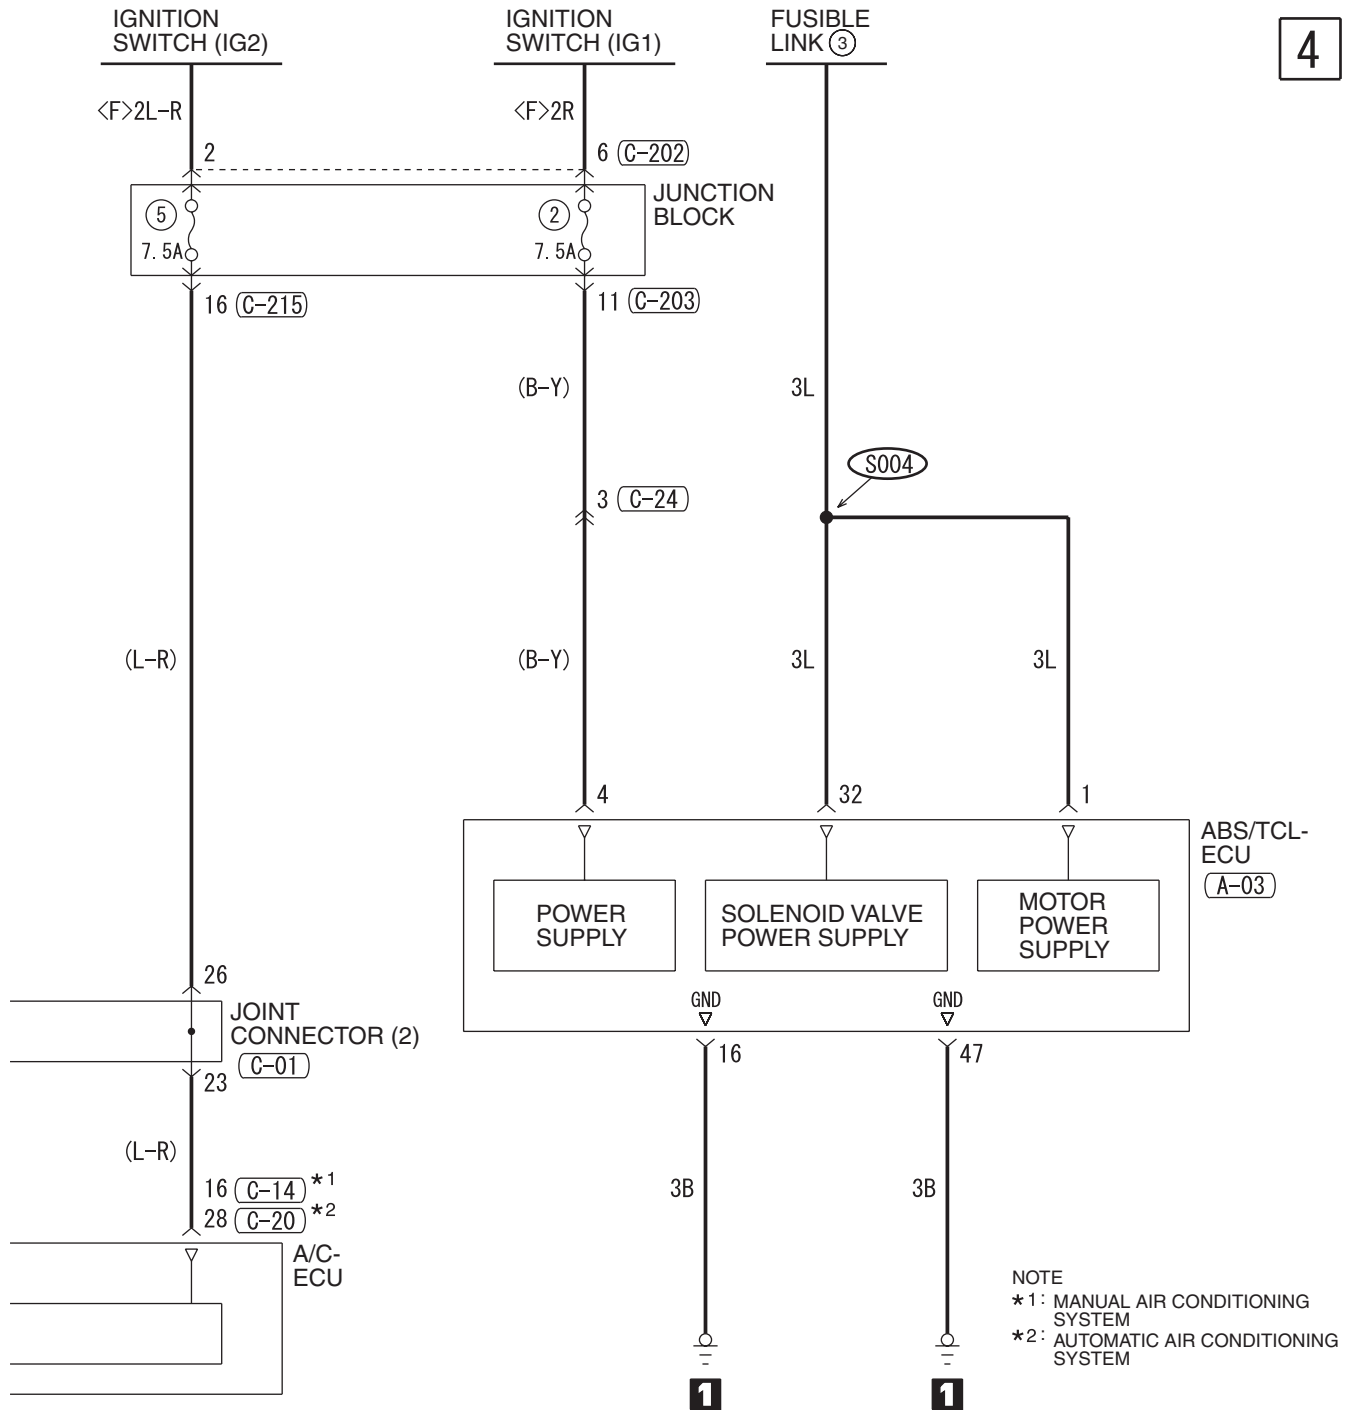 IGNITION
SWITCH (IG2)
IGNITION
SWITCH (IG1)
FUSIBLE
LINK ③
4
<F>2L-R
<F>2R
2
6 C-202
JUNCTION
BLOCK
5
7.5A
2
7.5A
16 C-215
11 C-203
(B-Y)
3L
S004
3 C-24
(L-R)
(B-Y)
3L
3L
4
32
1
ABS/TCL-
ECU
A-03
POWER
SUPPLY
SOLENOID VALVE
POWER SUPPLY
MOTOR
POWER
SUPPLY
26
GND
GND
JOINT
CONNECTOR (2)
C-01
16
47
23
(L-R)
16 C-14 *1
28 C-20 *2
3B
3B
A/C-
ECU
NOTE
*1: MANUAL AIR CONDITIONING
SYSTEM
*2: AUTOMATIC AIR CONDITIONING
SYSTEM
1
1